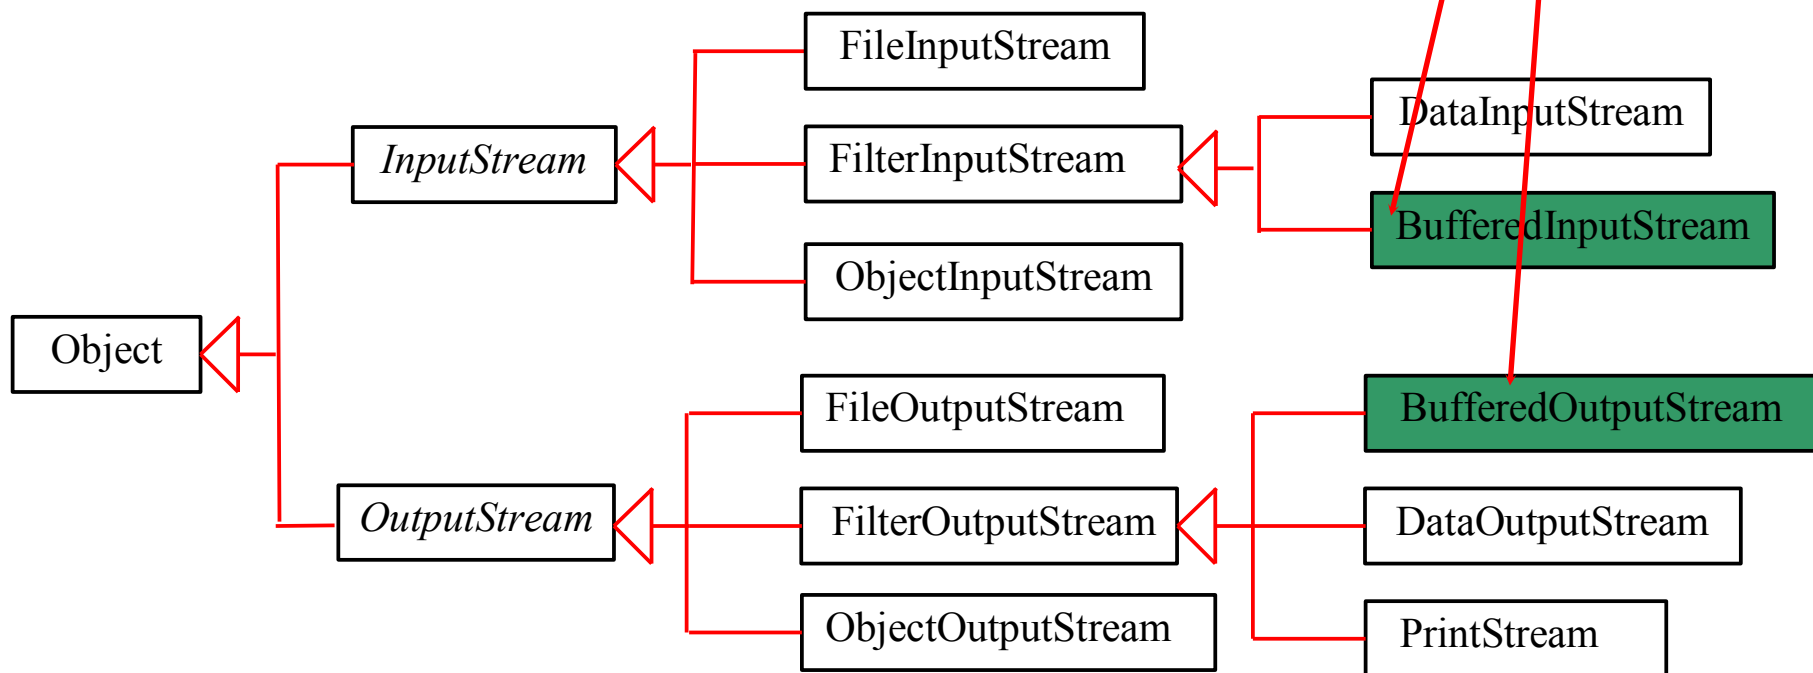 FileInputStream
DataInputStream
InputStream
FilterInputStream
BufferedInputStream
ObjectInputStream
Object
FileOutputStream
BufferedOutputStream
OutputStream
FilterOutputStream
DataOutputStream
ObjectOutputStream
PrintStream